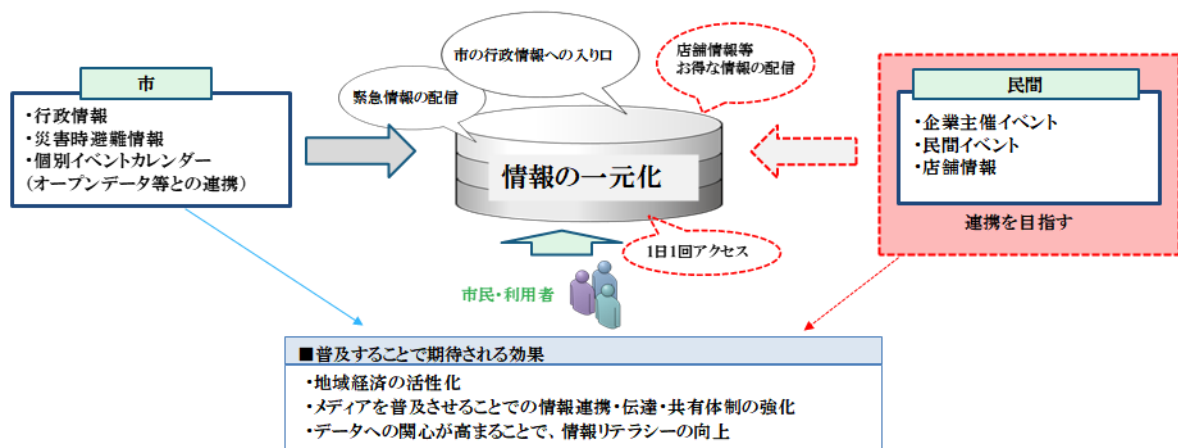 市の行政情報への入り口
店舗情報等
お得な情報の配信
緊急情報の配信
市
・行政情報
・災害時避難情報
・個別イベントカレンダー
(オープンデータ等との連携)
情報の一元化
民間
・企業主催イベント
・民間イベント
・店舗情報
連携を目指す
1日1回アクセス
市民・利用者
■普及することで期待される効果
・地域経済の活性化
・メディアを普及させることでの情報連携・伝達・共有体制の強化
・データへの関心が高まることで、情報リテラシーの向上